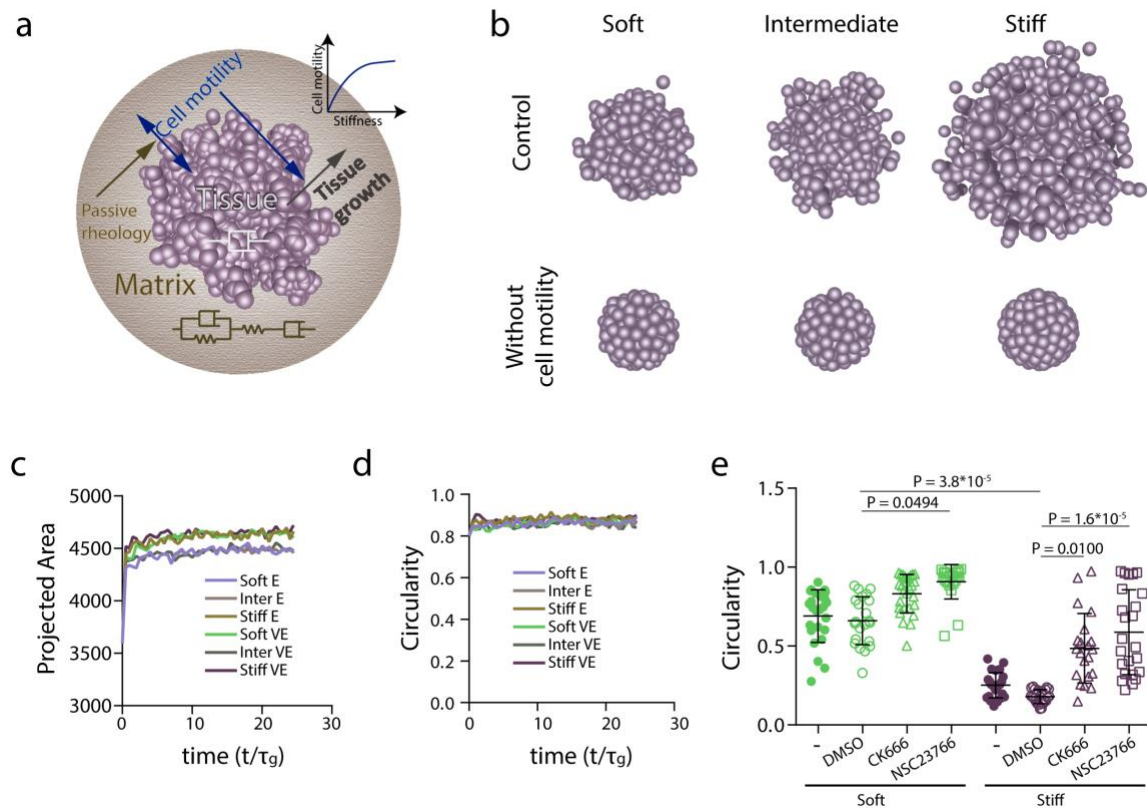 a
Cell motility
Stiffness
Cell motility
Tissue
Tissue
growth
Passive
rheology
Matrix
b
Soft
Intermediate
Stiff
Control
Without
cell motility
c
Projected Area
5000
4500
4000
3500
3000
0
10
20
30
time (t/τg)
Soft E
Inter E
Stiff E
Soft VE
Inter VE
Stiff VE
d
Circularity
1.0
0.8
0.6
0.4
0.2
0.0
0
10
20
30
time (t/τg)
Soft E
Inter E
Stiff E
Soft VE
Inter VE
Stiff VE
e
Circularity
1.5
1.0
0.5
0.0
P = 3.8*10-5
P = 0.0494
P = 1.6*10-5
P = 0.0100
-
DMSO
CK666
NSC23766
-
DMSO
CK666
NSC23766
Soft
Stiff